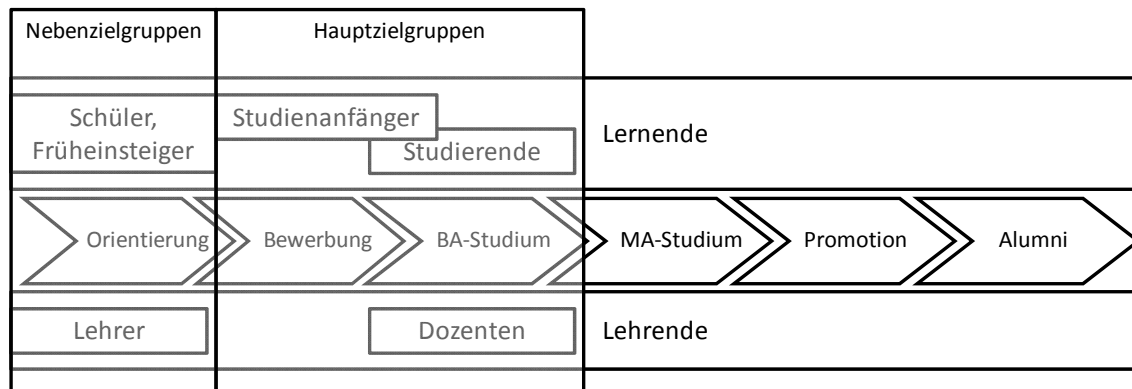 Nebenzielgruppen
Hauptzielgruppen
Schüler,
Früheinsteiger
Studienanfänger
Studierende
Lernende
Orientierung
Bewerbung
BA-Studium
MA-Studium
Promotion
Alumni
Lehrer
Dozenten
Lehrende